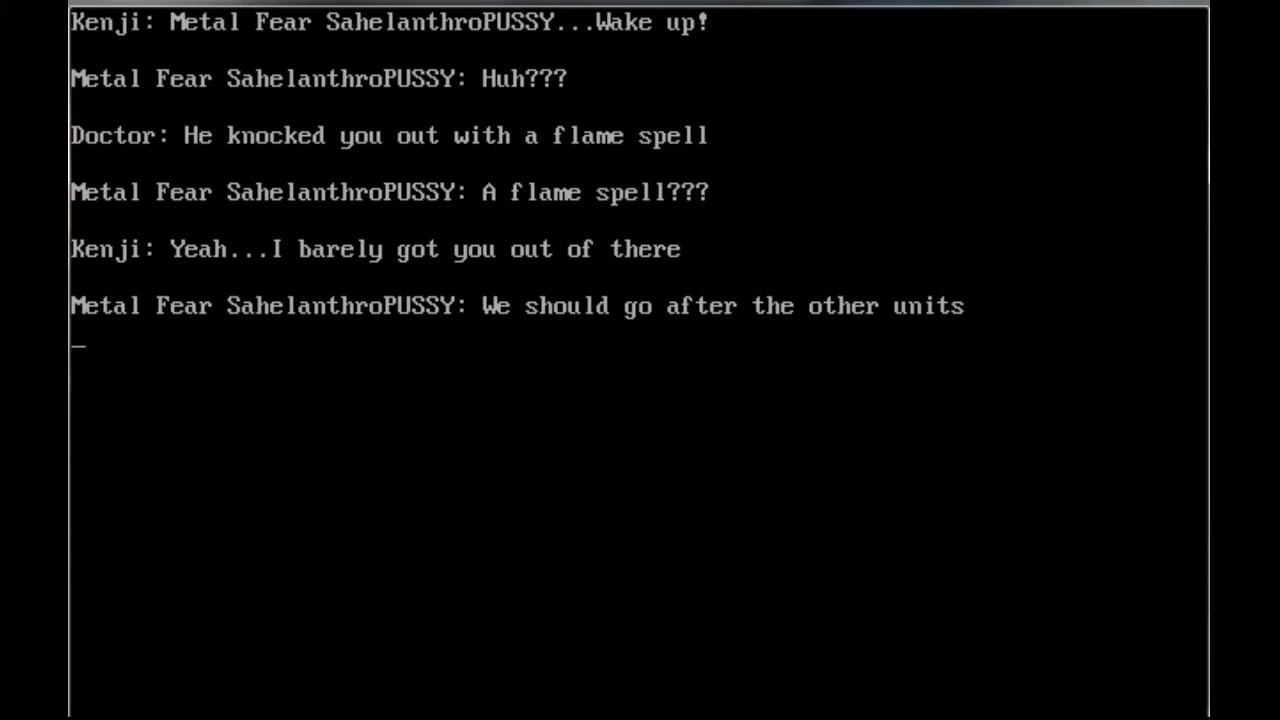 Kenji: Metal Fear SahelanthroPUSSY...Wake up!
Metal Fear SahelanthroPUSSY: Huh???
Doctor: He knocked you out with a flame spell
Metal Fear SahelanthroPUSSY: A flame spell???
Kenji: Yeah...I barely got you out of there
Metal Fear SahelanthroPUSSY: We should go after the other units
_